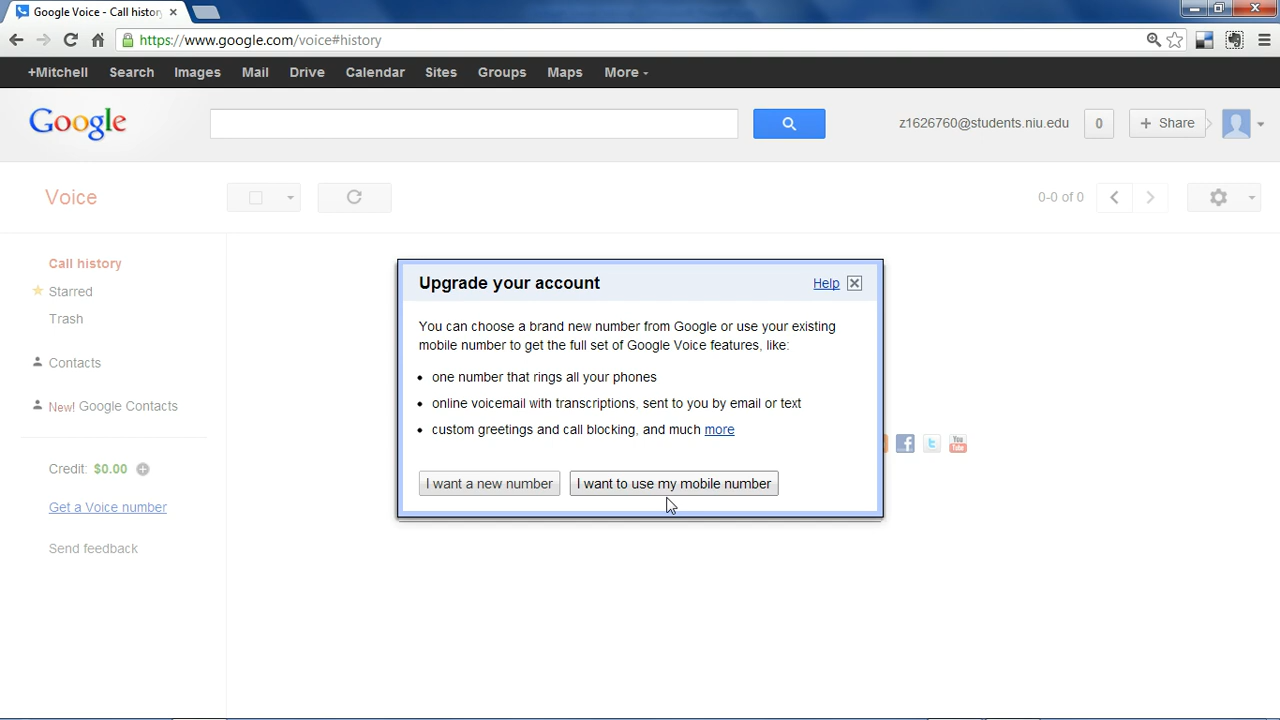 Google Voice - Call histor
https://www.google.com/voice#history
+Mitchell Search Images Mail Drive Calendar Sites Groups Maps More
Google
z1626760@students.niu.edu 0 + Share
Voice
0-0 of 0
Call history
Starred
Trash
Contacts
New! Google Contacts
Credit: $0.00
Get a Voice number
Send feedback
Upgrade your account
Help
You can choose a brand new number from Google or use your existing
mobile number to get the full set of Google Voice features, like:
• one number that rings all your phones
• online voicemail with transcriptions, sent to you by email or text
• custom greetings and call blocking, and much more
I want a new number I want to use my mobile number
You Tube